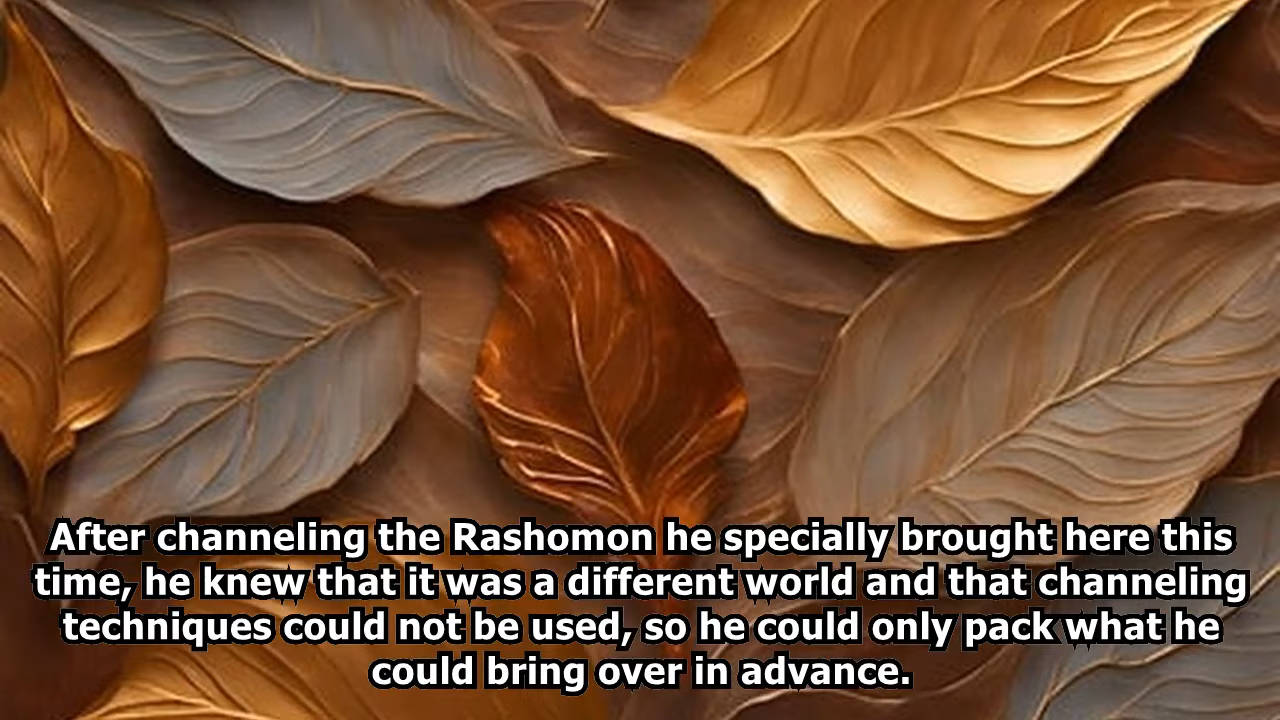 After channeling the Rashomon he specially brought here this
time, he knew that it was a different world and that channeling
techniques could not be used, so he could only pack what he
could bring over in advance.